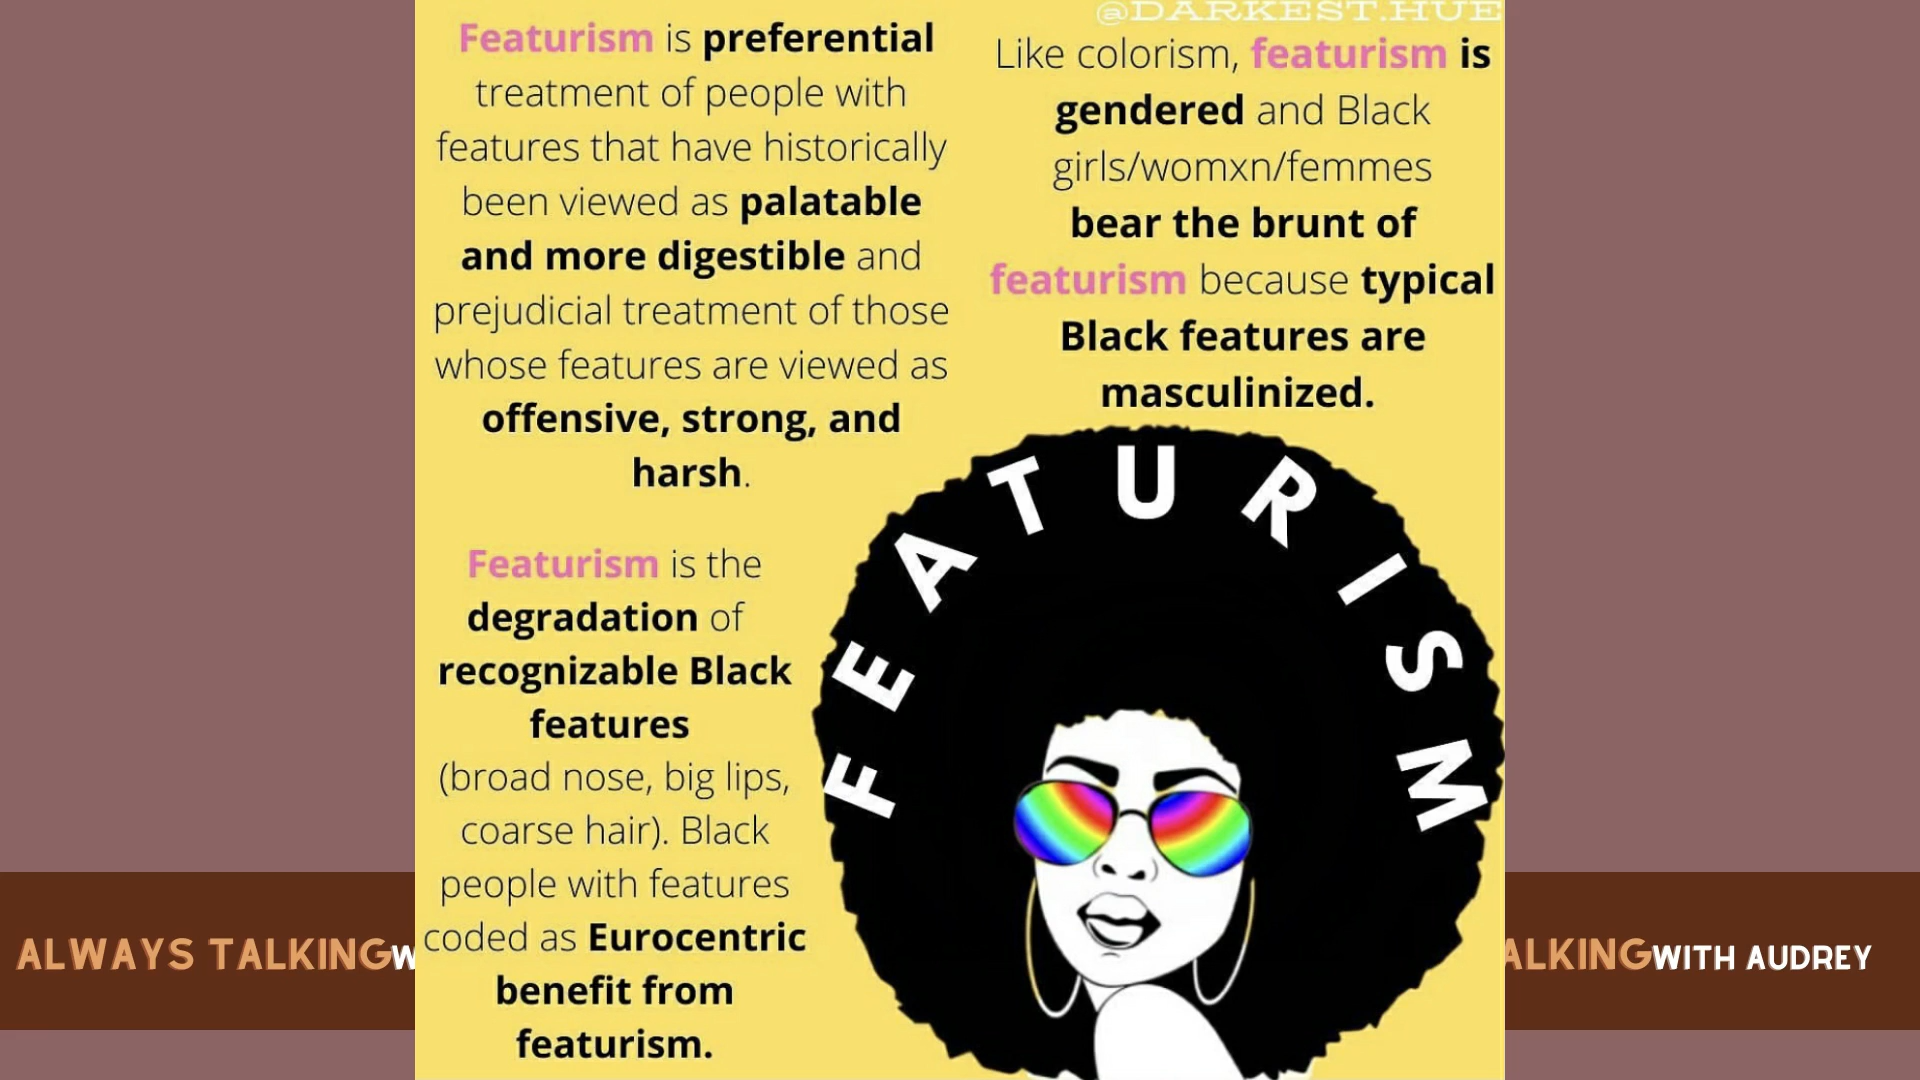 Featurism is preferential
treatment of people with
features that have historically
been viewed as palatable
and more digestible and
prejudicial treatment of those
whose features are viewed as
offensive, strong, and
harsh.
Featurism is the
degradation of
recognizable Black
features
(broad nose, big lips,
coarse hair). Black
people with features
coded as Eurocentric
benefit from
featurism.
@DARKEST.HUE
Like colorism, featurism is
gendered and Black
girls/womxn/femmes
bear the brunt of
featurism because typical
Black features are
masculinized.
FEATURISM
ALWAYS TALKINGW
ALKINGWITH AUDREY